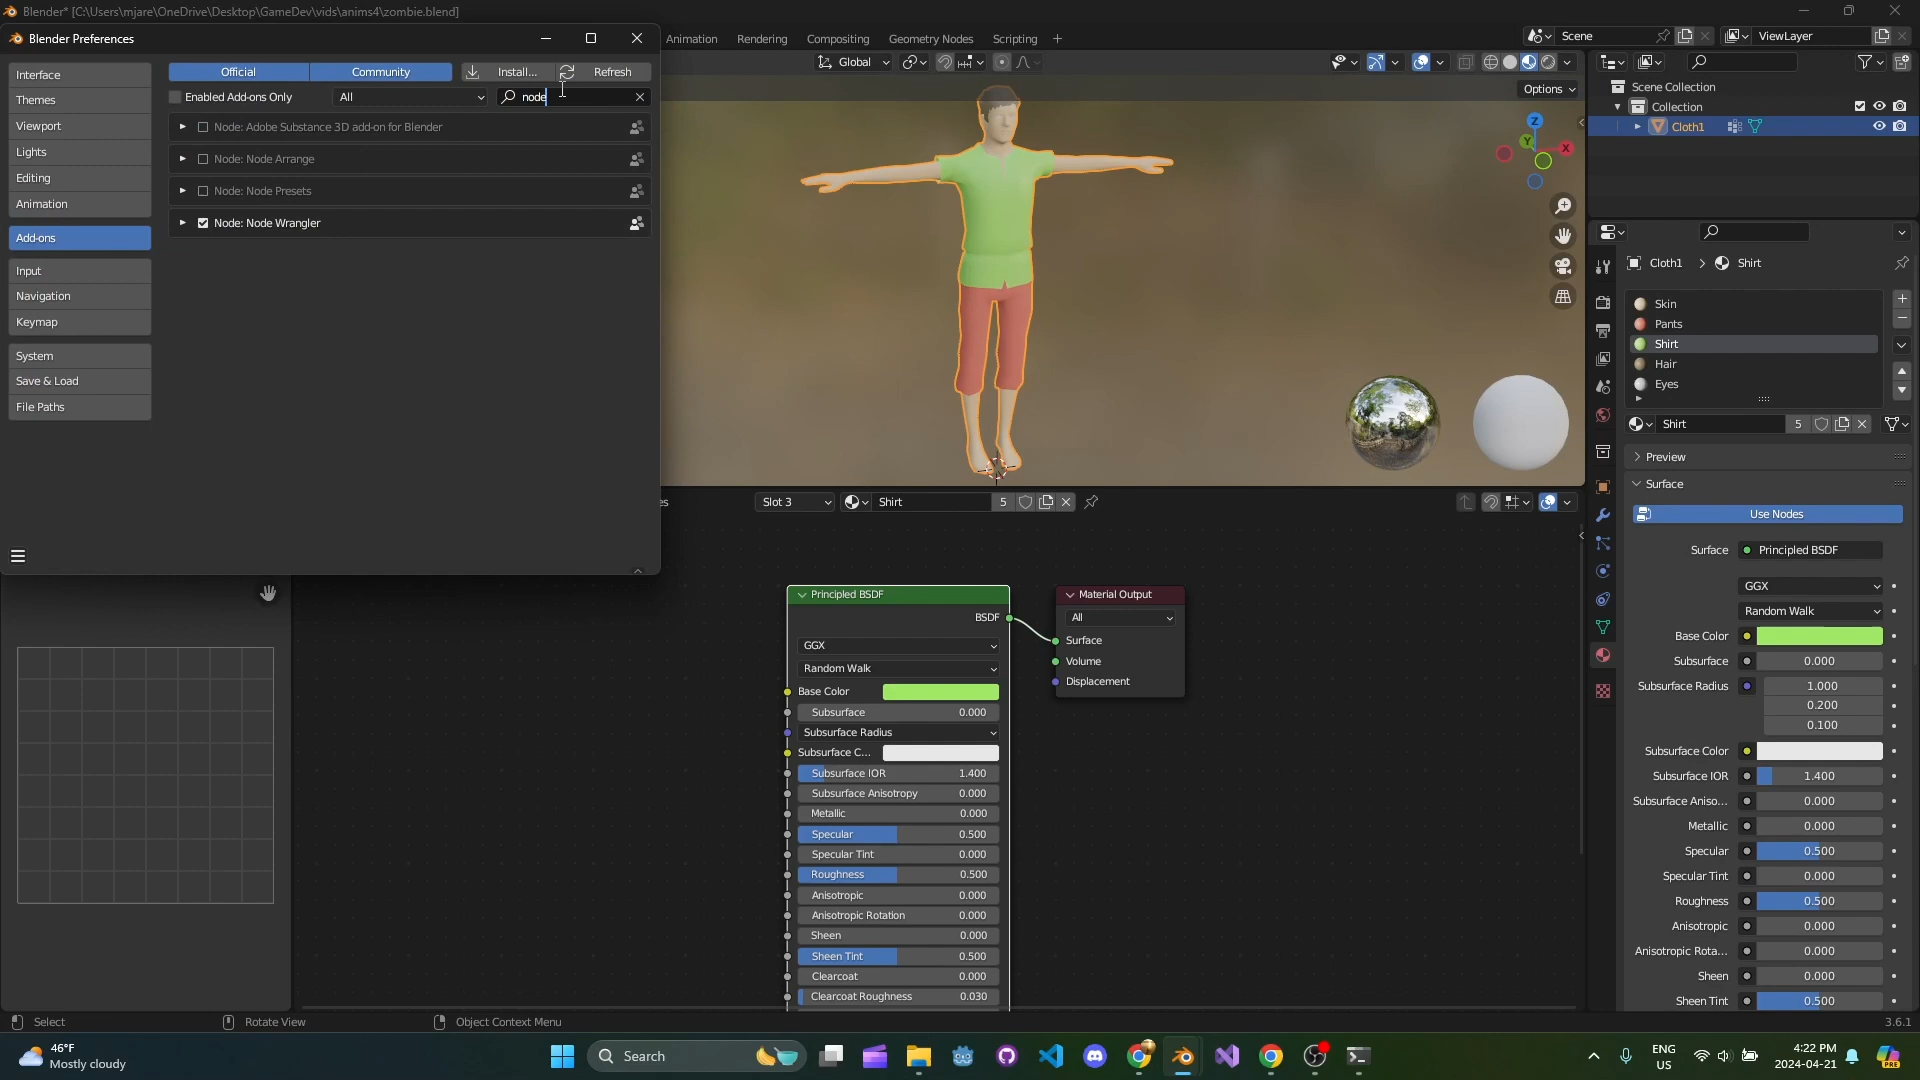 Blender* [C:\Users\mjare\OneDrive\Desktop\GameDev\vids\anims4\zombie.blend]
Blender Preferences
Animation
Rendering
Compositing
Geometry Nodes
Scripting
+
Scene
ViewLayer
Interface
Themes
Viewport
Lights
Editing
Animation
Add-ons
Input
Navigation
Keymap
System
Save & Load
File Paths
Official
Community
Install...
Refresh
Enabled Add-ons Only
All
node
Node: Adobe Substance 3D add-on for Blender
Node: Node Arrange
Node: Node Presets
Node: Node Wrangler
Global
Options
Z
Y
X
Scene Collection
Collection
Cloth1
Cloth1
Shirt
Skin
Pants
Shirt
Hair
Eyes
Shirt
5
Preview
Surface
Use Nodes
Surface
Principled BSDF
GGX
Random Walk
Base Color
Subsurface
0.000
Subsurface Radius
1.000
0.200
0.100
Subsurface Color
Subsurface IOR
1.400
Subsurface Aniso...
0.000
Metallic
0.000
Specular
0.500
Specular Tint
0.000
Roughness
0.500
Anisotropic
0.000
Anisotropic Rota...
0.000
Sheen
0.000
Sheen Tint
0.500
es
Slot 3
Shirt
5
Principled BSDF
BSDF
GGX
Random Walk
Base Color
Subsurface
0.000
Subsurface Radius
Subsurface C...
Subsurface IOR
1.400
Subsurface Anisotropy
0.000
Metallic
0.000
Specular
0.500
Specular Tint
0.000
Roughness
0.500
Anisotropic
0.000
Anisotropic Rotation
0.000
Sheen
0.000
Sheen Tint
0.500
Clearcoat
0.000
Clearcoat Roughness
0.030
Material Output
All
Surface
Volume
Displacement
Select
Rotate View
Object Context Menu
3.6.1
46°F
Mostly cloudy
Search
ENG
US
4:22 PM
2024-04-21
PRE